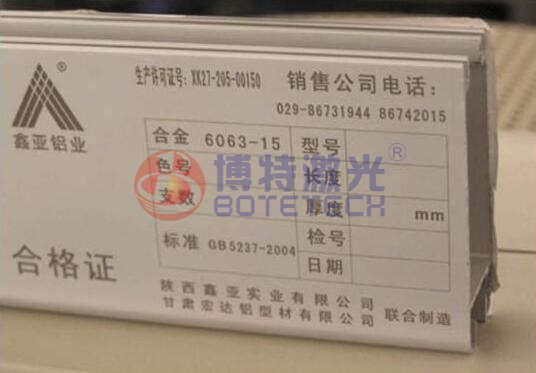 生产许可证号: XK27-205-00150
销售公司电话:
029-86731944 86742015
®
鑫亚铝业
合金 6063-15 型号
色号 长度
支数 厚度 mm
标准 GB5237-2004 检号
日期
合格证
陕西鑫亚实业有限公司
甘肃宏达铝型材有限公司
联合制造
博特激光®
BOTETECH